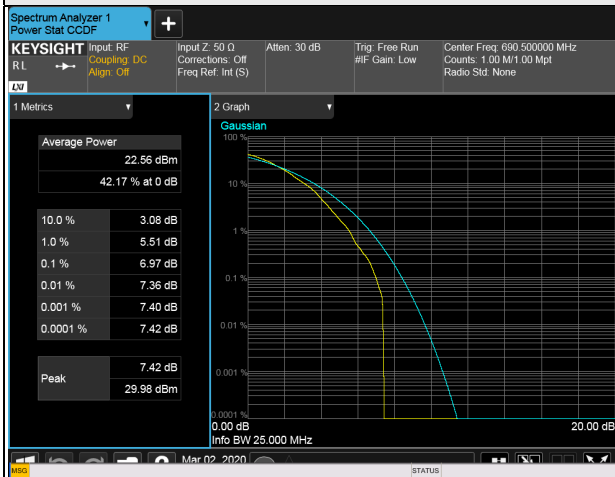 Spectrum Analyzer 1
Power Stat CCDF
KEYSIGHT
R L
LXI
Input: RF
Coupling: DC
Align: Off
Input Z: 50 Ω
Corrections: Off
Freq Ref: Int (S)
Atten: 30 dB
Trig: Free Run
#IF Gain: Low
Center Freq: 690.500000 MHz
Counts: 1.00 M/1.00 Mpt
Radio Std: None
1 Metrics
Average Power
22.56 dBm
42.17 % at 0 dB
10.0 % 3.08 dB
1.0 % 5.51 dB
0.1 % 6.97 dB
0.01 % 7.36 dB
0.001 % 7.40 dB
0.0001 % 7.42 dB
Peak
7.42 dB
29.98 dBm
2 Graph
Gaussian
100 %
10 %
1 %
0.1 %
0.01 %
0.001 %
0.0001 %
0.00 dB 20.00 dB
Info BW 25.000 MHz
Mar 02, 2020
MSG STATUS